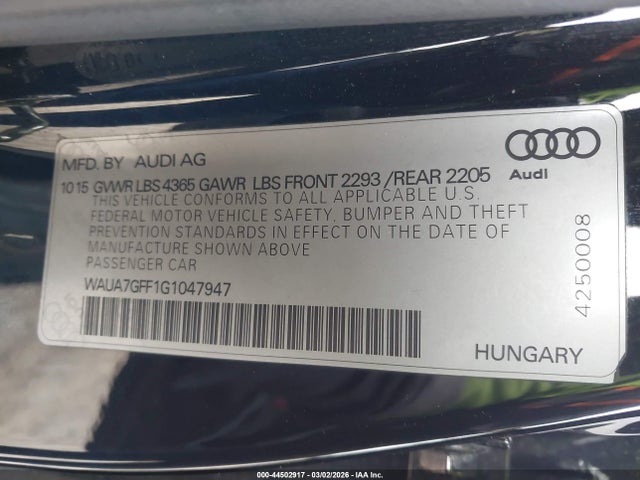 MFD. BY AUDI AG
Audi
10 15 GVWR LBS 4365 GAWR LBS FRONT 2293 /REAR 2205
THIS VEHICLE CONFORMS TO ALL APPLICABLE U.S.
FEDERAL MOTOR VEHICLE SAFETY, BUMPER AND THEFT
PREVENTION STANDARDS IN EFFECT ON THE DATE OF
MANUFACTURE SHOWN ABOVE
PASSENGER CAR
WAUA7GFF1G1047947
4250008
HUNGARY
000-44502917 - 03/02/2026 - IAA Inc.